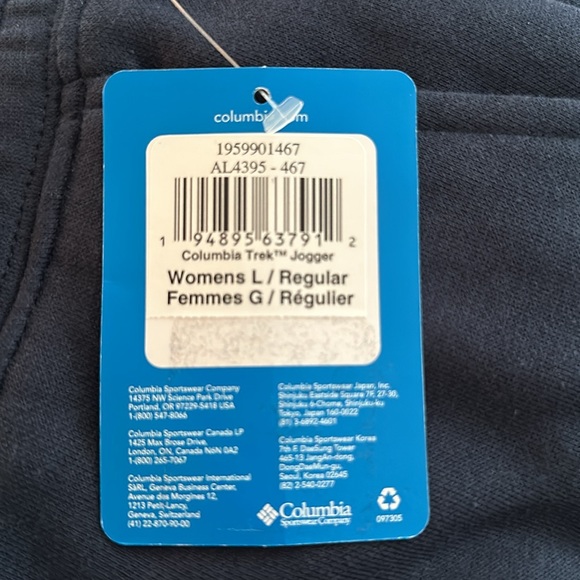 columbi
1959901467
AL4395 - 467
1 94895 63791 2
Columbia Trek™ Jogger
Womens L / Regular
Femmes G / Régulier
Columbia Sportswear Company
14375 NW Science Park Drive
Portland, OR 97229-5418 USA
1-(800) 547-8066
Columbia Sportswear Canada LP
1425 Max Brose Drive,
London, ON, Canada N6N 0A2
1-(800) 265-7067
Columbia Sportswear International
SàRL, Geneva Business Center,
Avenue des Morgines 12,
1213 Petit-Lancy,
Geneva, Switzerland
(41) 22-870-90-00
Columbia Sportswear Japan, Inc.
Shinjuku Eastside Square 7F, 27-30,
Shinjuku 6-Chome, Shinjuku-ku
Tokyo, Japan 160-0022
(81) 3-6892-4601
Columbia Sportswear Korea
7th F. DaeSung Tower
465-13 JangAn-dong,
DongDaeMun-gu,
Seoul, Korea 02645
(82) 2-540-0277
Columbia
Sportswear Company
097305